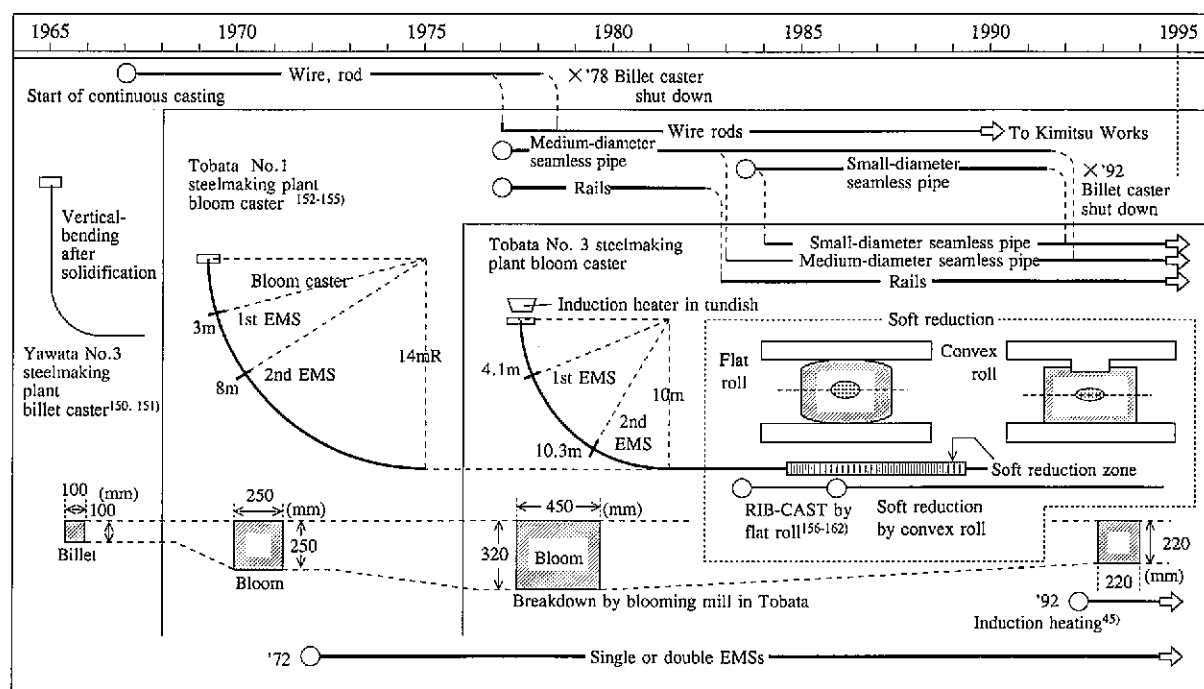 1965 1970 1975 1980 1985 1990 1995
Wire, rod
Start of continuous casting
×'78 Billet caster
shut down
Wire rods
To Kimitsu Works
Medium-diameter
seamless pipe
Small-diameter
seamless pipe
Rails
×'92
Billet caster
shut down
Small-diameter seamless pipe
Medium-diameter seamless pipe
Rails
Vertical-
bending
after
solidification
Yawata No.3
steelmaking
plant
billet caster150. 151)
Tobata No.1
steelmaking plant
bloom caster 152-155)
Bloom caster
1st EMS
3m
2nd EMS
8m
14mR
Tobata No. 3 steelmaking
plant bloom caster
Induction heater in tundish
4.1m
1st EMS
10m
2nd
EMS
10.3m
Soft reduction
Flat
roll
Convex
roll
Soft reduction zone
RIB-CAST by
flat roll156-162)
Soft reduction
by convex roll
100 (mm)
100
Billet
250
(mm)
250
Bloom
450 (mm)
320
Bloom
Breakdown by blooming mill in Tobata
220
(mm)
220
'92
Induction heating45)
'72
Single or double EMSs